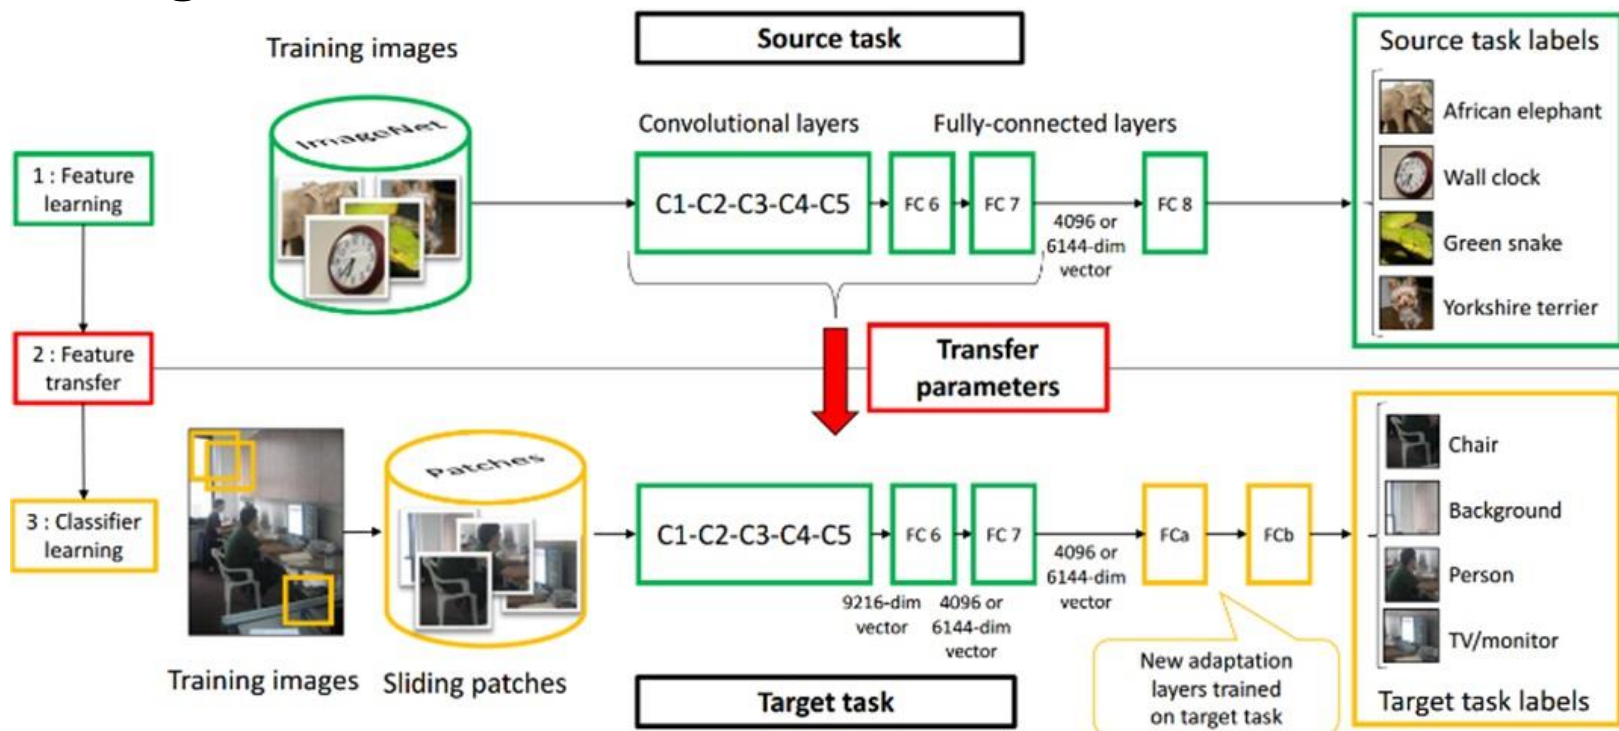 Source task
Training images
Source task labels
ImageNet
Convolutional layers
Fully-connected layers
African elephant
1 : Feature
learning
C1-C2-C3-C4-C5
FC 6
FC 7
FC 8
Wall clock
4096 or
6144-dim
vector
Green snake
Yorkshire terrier
2 : Feature
transfer
Transfer
parameters
3 : Classifier
learning
Patches
C1-C2-C3-C4-C5
FC 6
FC 7
FCa
FCb
Chair
Background
4096 or
6144-dim
vector
9216-dim
vector
4096 or
6144-dim
vector
Person
TV/monitor
Training images
Sliding patches
Target task
New adaptation
layers trained
on target task
Target task labels